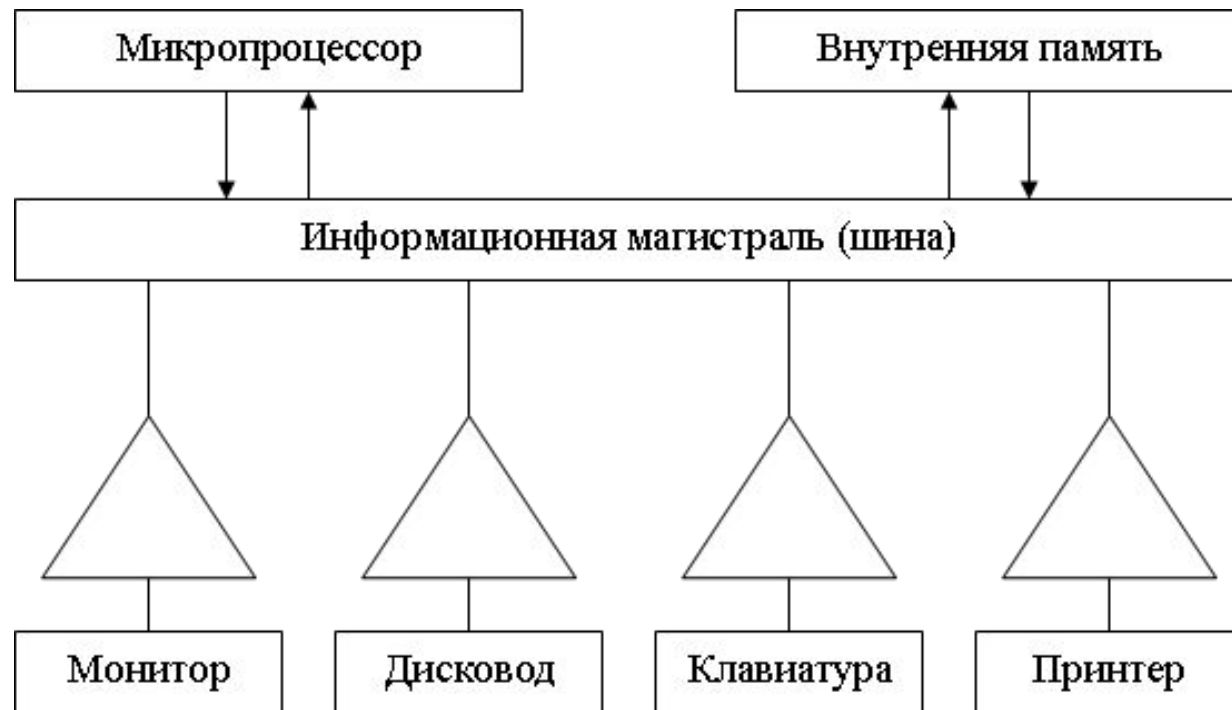 Микропроцессор
Внутренняя память
Информационная магистраль (шина)
Монитор
Дисковод
Клавиатура
Принтер